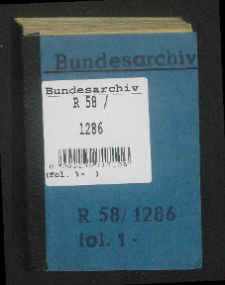 Bundesarchiv
Bundesarchiv
R 58 /
1286
(fol. 1- )
R 58/1286
fol. 1-